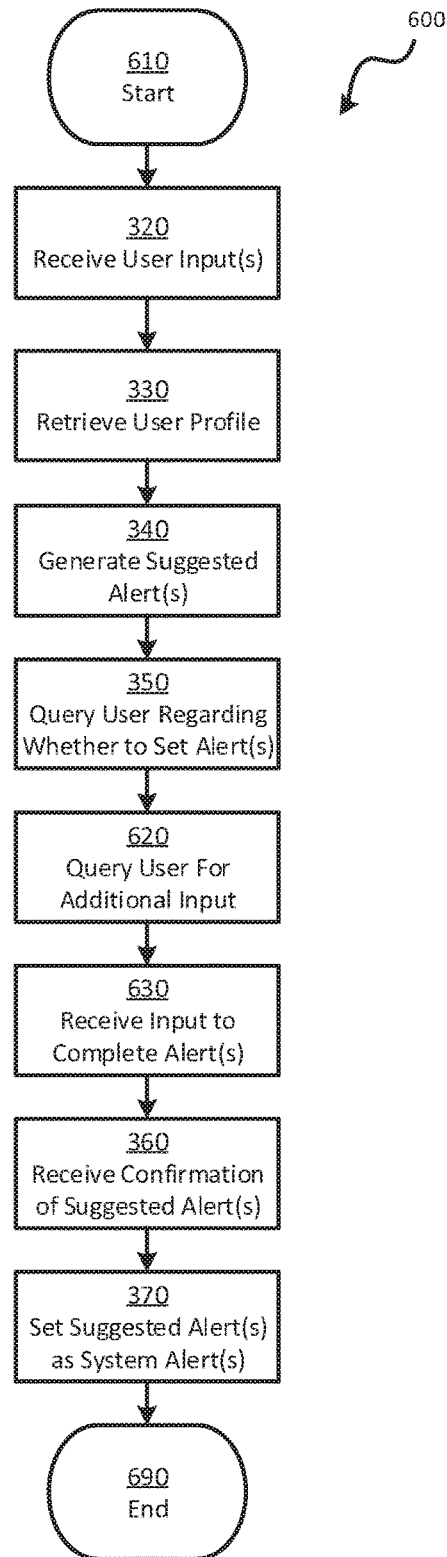 600
610
Start
320
Receive User Input(s)
330
Retrieve User Profile
340
Generate Suggested
Alert(s)
350
Query User Regarding
Whether to Set Alert(s)
620
Query User For
Additional Input
630
Receive Input to
Complete Alert(s)
360
Receive Confirmation
of Suggested Alert(s)
370
Set Suggested Alert(s)
as System Alert(s)
690
End